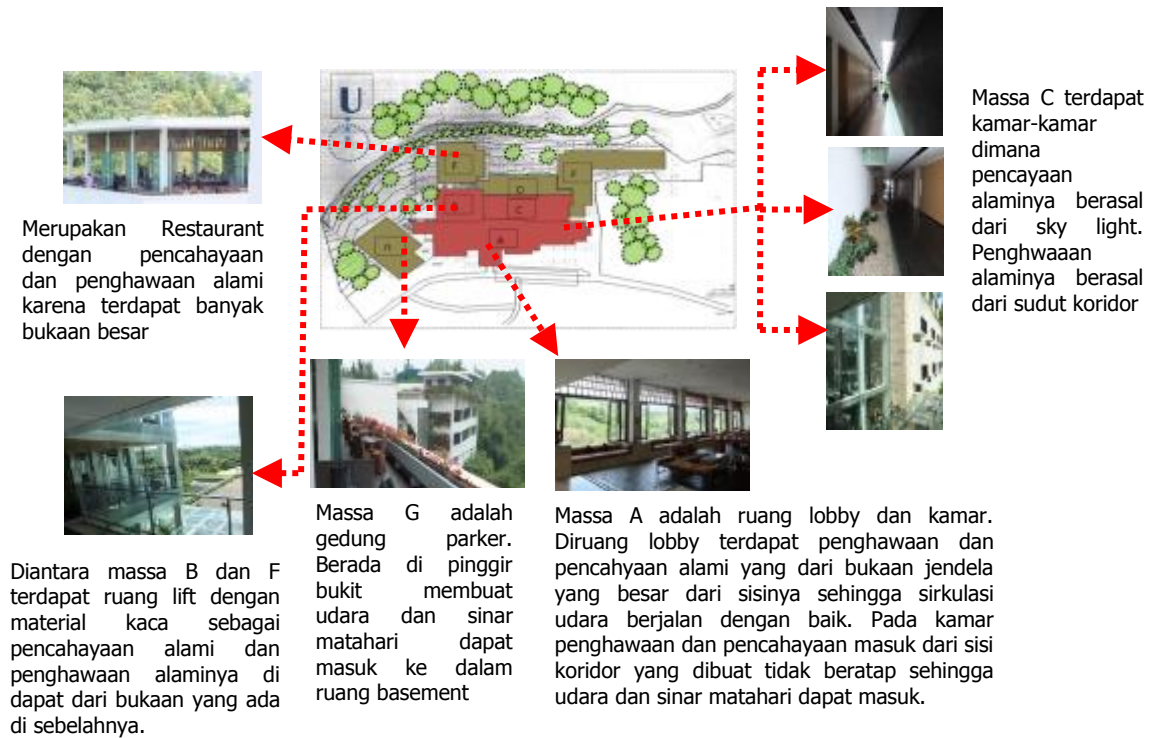 U
F
E
D
C
A
Merupakan Restaurant
dengan pencahayaan
dan penghawaan alami
karena terdapat banyak
bukaan besar
Massa C terdapat
kamar-kamar
dimana
pencayaan
alaminya berasal
dari sky light.
Penghwaaan
alaminya berasal
dari sudut koridor
Diantara massa B dan F
terdapat ruang lift dengan
material kaca sebagai
pencahayaan alami dan
penghawaan alaminya di
dapat dari bukaan yang ada
di sebelahnya.
Massa G adalah
gedung parker.
Berada di pinggir
bukit membuat
udara dan sinar
matahari dapat
masuk ke dalam
ruang basement
Massa A adalah ruang lobby dan kamar.
Diruang lobby terdapat penghawaan dan
pencahyaan alami yang dari bukaan jendela
yang besar dari sisinya sehingga sirkulasi
udara berjalan dengan baik. Pada kamar
penghawaan dan pencahayaan masuk dari sisi
koridor yang dibuat tidak beratap sehingga
udara dan sinar matahari dapat masuk.